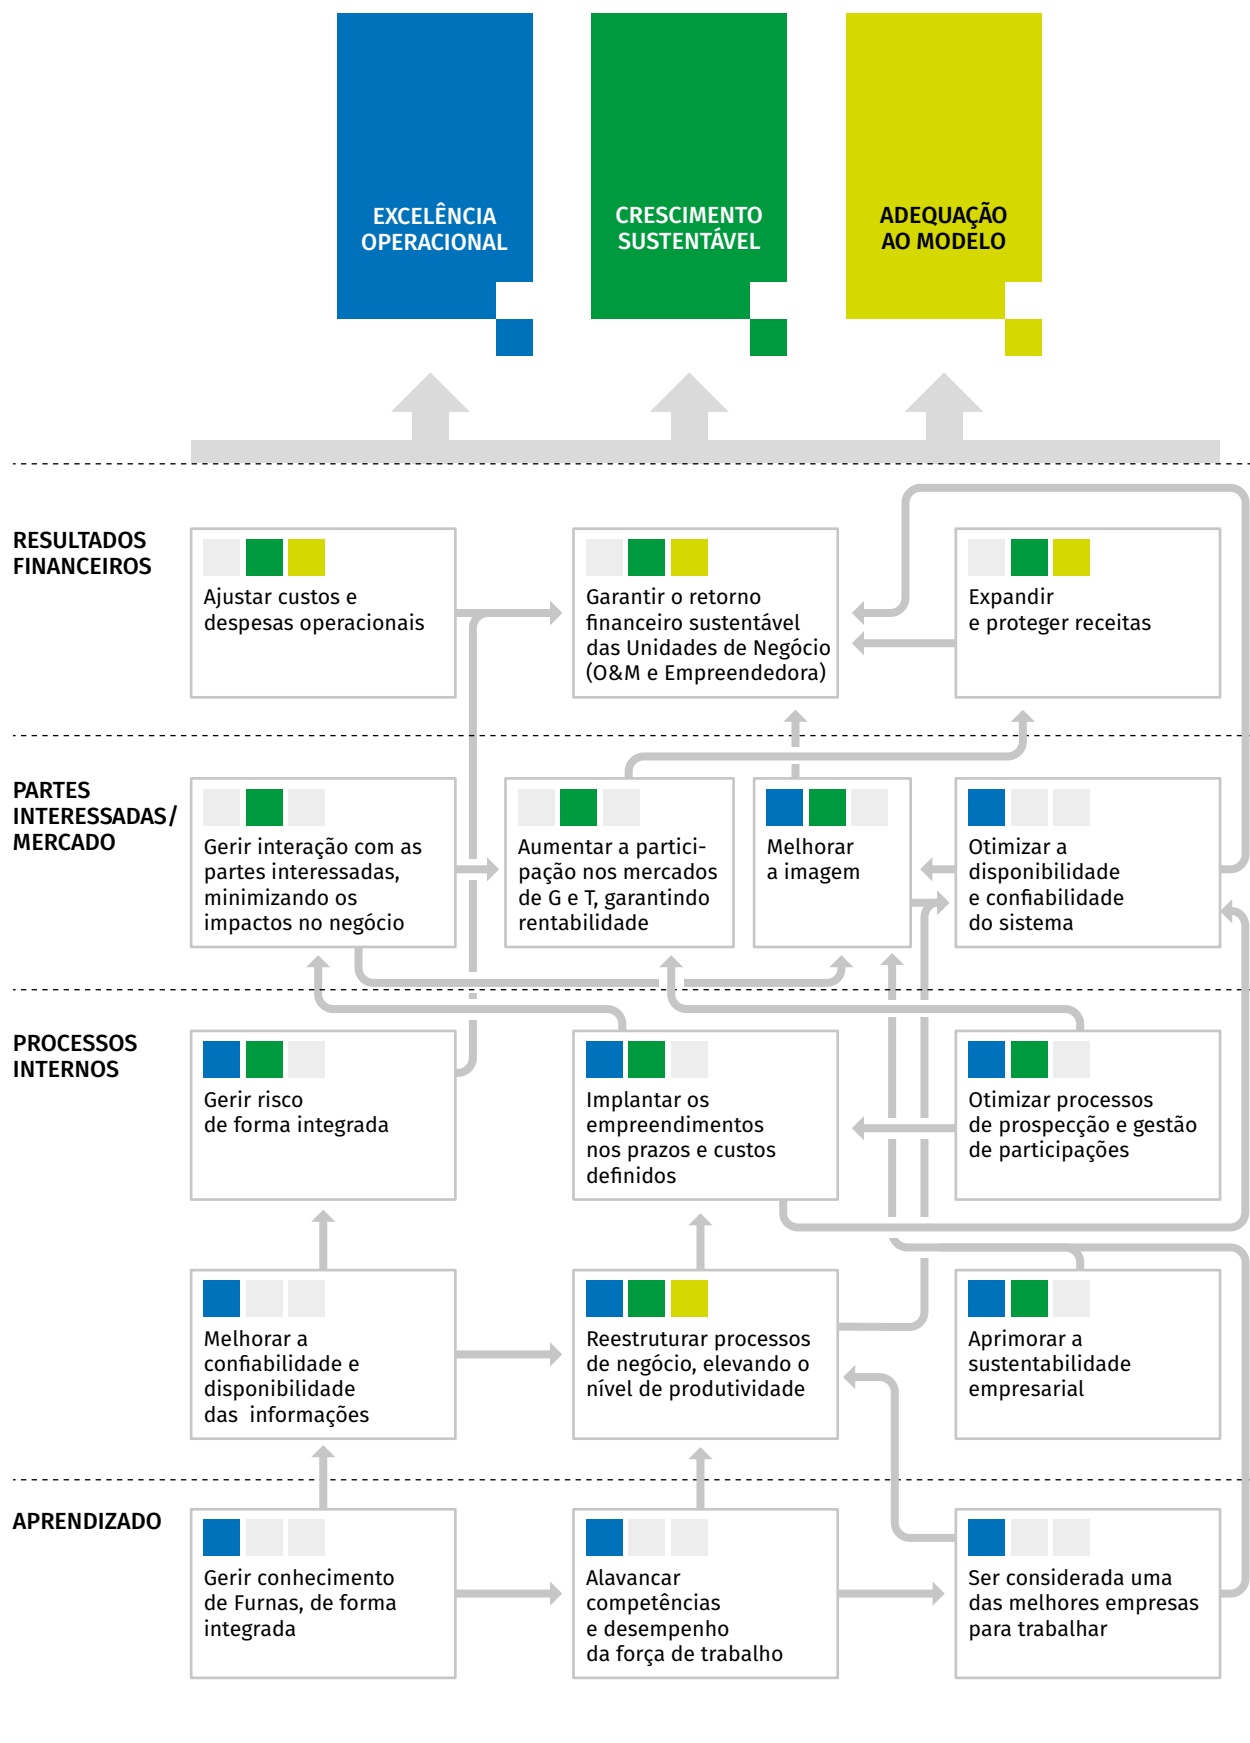 EXCELÊNCIA
OPERACIONAL
CRESCIMENTO
SUSTENTÁVEL
ADEQUAÇÃO
AO MODELO
RESULTADOS
FINANCEIROS
Ajustar custos e
despesas operacionais
Garantir o retorno
financeiro sustentável
das Unidades de Negócio
(O&M e Empreendedora)
Expandir
e proteger receitas
PARTES
INTERESSADAS/
MERCADO
Gerir interação com as
partes interessadas,
minimizando os
impactos no negócio
Aumentar a partici-
pação nos mercados
de G e T, garantindo
rentabilidade
Melhorar
a imagem
Otimizar a
disponibilidade
e confiabilidade
do sistema
PROCESSOS
INTERNOS
Gerir risco
de forma integrada
Implantar os
empreendimentos
nos prazos e custos
definidos
Otimizar processos
de prospecção e gestão
de participações
Melhorar a
confiabilidade e
disponibilidade
das informações
Reestruturar processos
de negócio, elevando o
nível de produtividade
Aprimorar a
sustentabilidade
empresarial
APRENDIZADO
Gerir conhecimento
de Furnas, de forma
integrada
Alavancar
competências
e desempenho
da força de trabalho
Ser considerada uma
das melhores empresas
para trabalhar